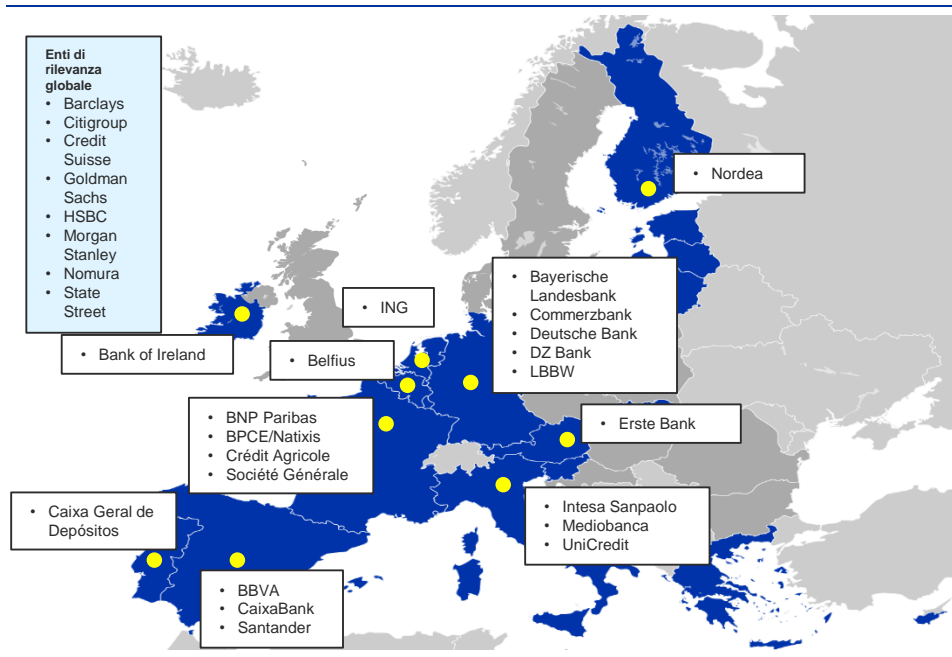 Enti di
rilevanza
globale
• Barclays
• Citigroup
• Credit
Suisse
• Goldman
Sachs
• HSBC
• Morgan
Stanley
• Nomura
• State
Street
• Nordea
• Bank of Ireland
• ING
• Belfius
• Bayerische
Landesbank
• Commerzbank
• Deutsche Bank
• DZ Bank
• LBBW
• BNP Paribas
• BPCE/Natixis
• Crédit Agricole
• Société Générale
• Erste Bank
• Caixa Geral de
Depósitos
• Intesa Sanpaolo
• Mediobanca
• UniCredit
• BBVA
• CaixaBank
• Santander